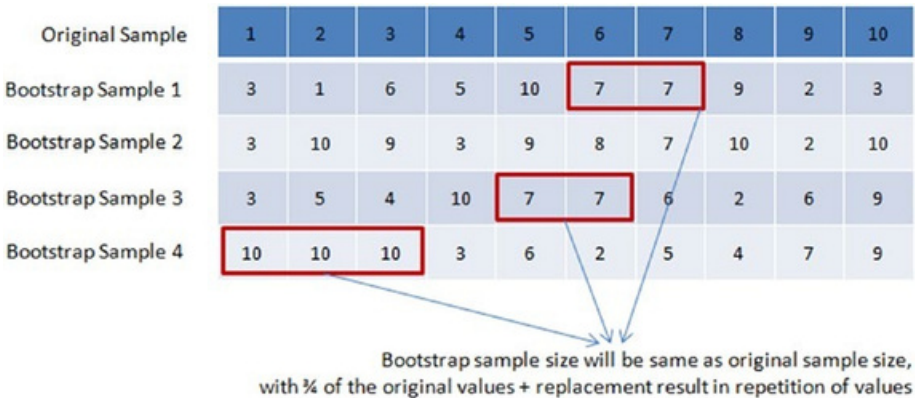 Original Sample 1 2 3 4 5 6 7 8 9 10
Bootstrap Sample 1 3 1 6 5 10 7 7 9 2 3
Bootstrap Sample 2 3 10 9 3 9 8 7 10 2 10
Bootstrap Sample 3 3 5 4 10 7 7 6 2 6 9
Bootstrap Sample 4 10 10 10 3 6 2 5 4 7 9
Bootstrap sample size will be same as original sample size,
with ¾ of the original values + replacement result in repetition of values